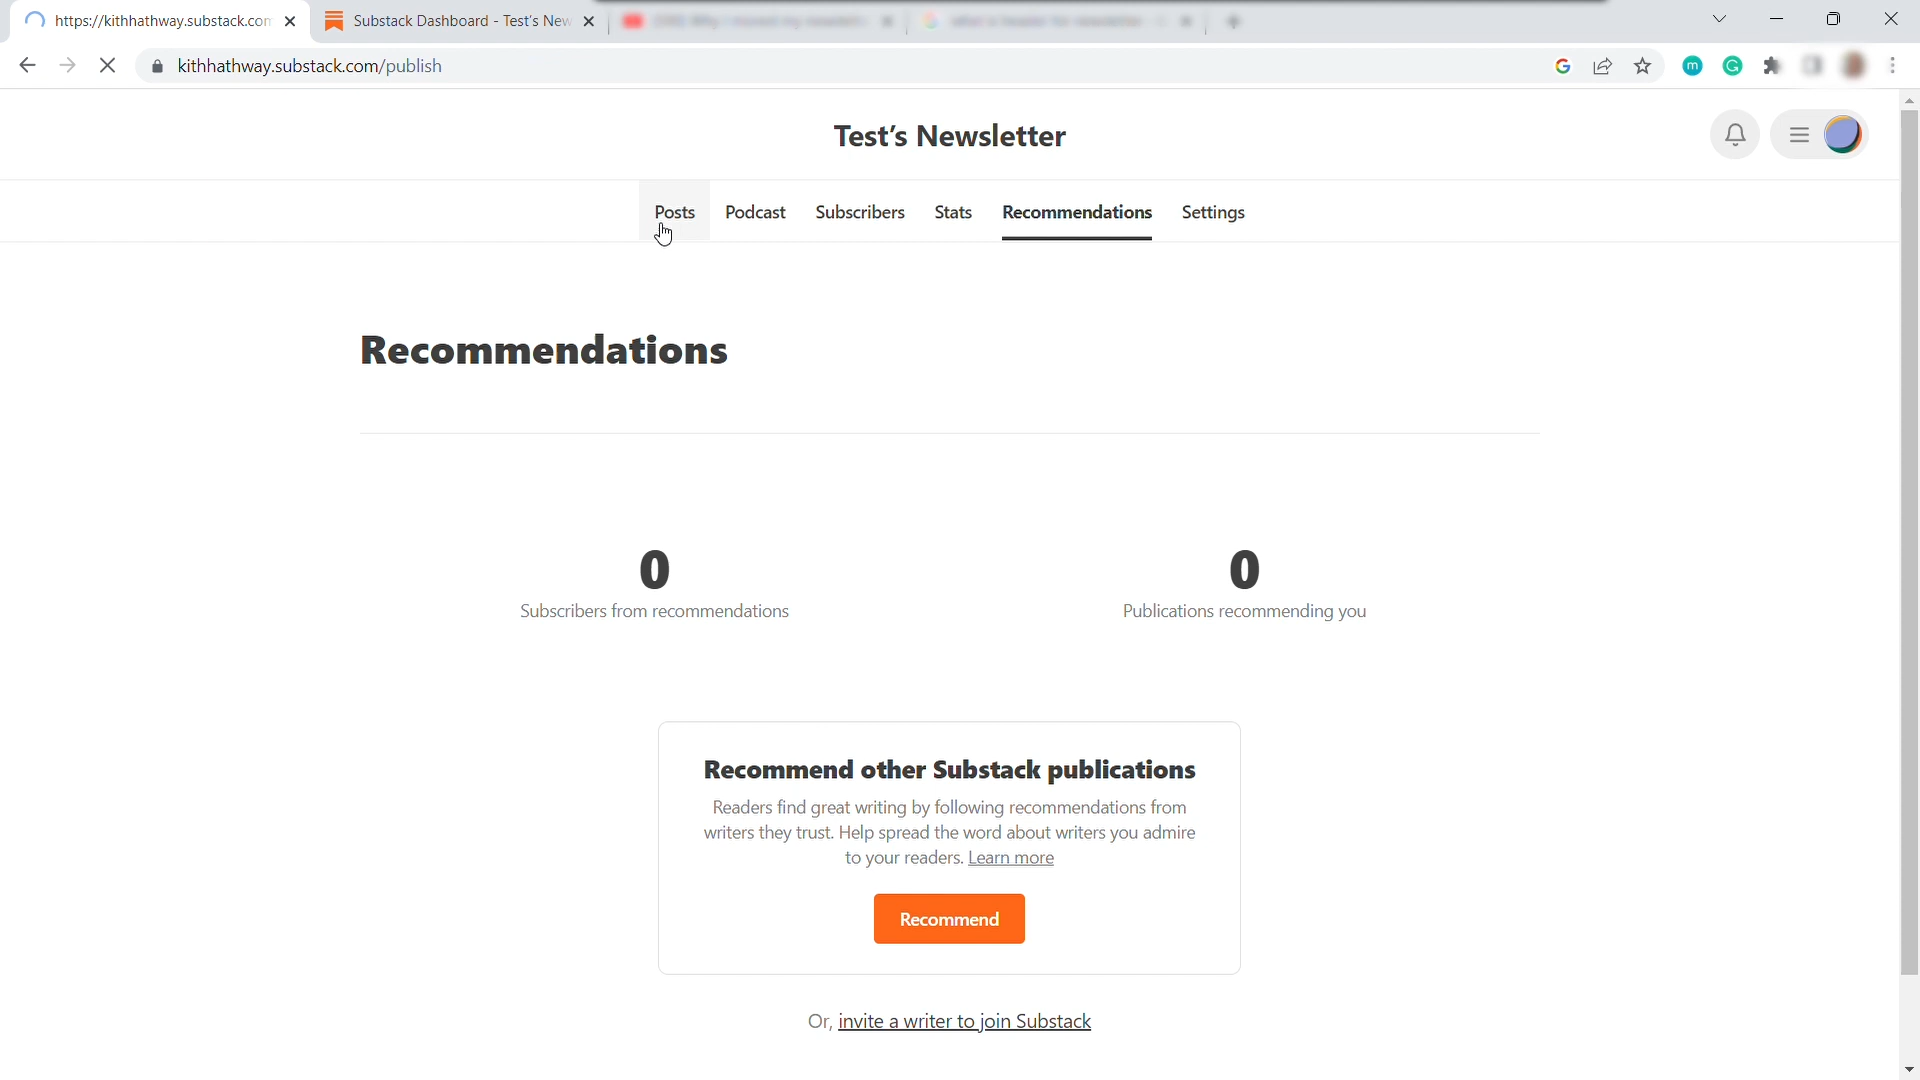 https://kithhathway.substack.com
Substack Dashboard - Test's New
kithhathway.substack.com/publish
Test's Newsletter
Posts Podcast Subscribers Stats Recommendations Settings
Recommendations
0
Subscribers from recommendations
0
Publications recommending you
Recommend other Substack publications
Readers find great writing by following recommendations from
writers they trust. Help spread the word about writers you admire
to your readers. Learn more
Recommend
Or, invite a writer to join Substack